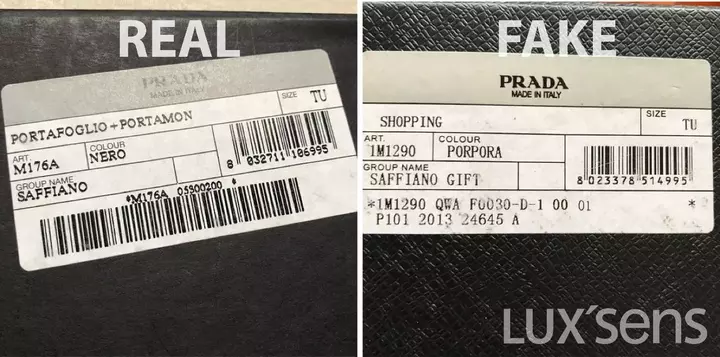 REAL
PRADA
MADE IN ITALY
SIZE
TU
PORTAFOGLIO+PORTAMON
ART.
M176A
COLOUR
NERO
8 032711 106995
GROUP NAME
SAFFIANO
*M176A 05300200 *
FAKE
PRADA
MADE IN ITALY
SHOPPING
SIZE
TU
ART.
1M1290
COLOUR
PORPORA
GROUP NAME
SAFFIANO GIFT
8 023378 514995
*1M1290 QWA F0030-D-1 00 01 *
P101 2013 24645 A
LUX'sens